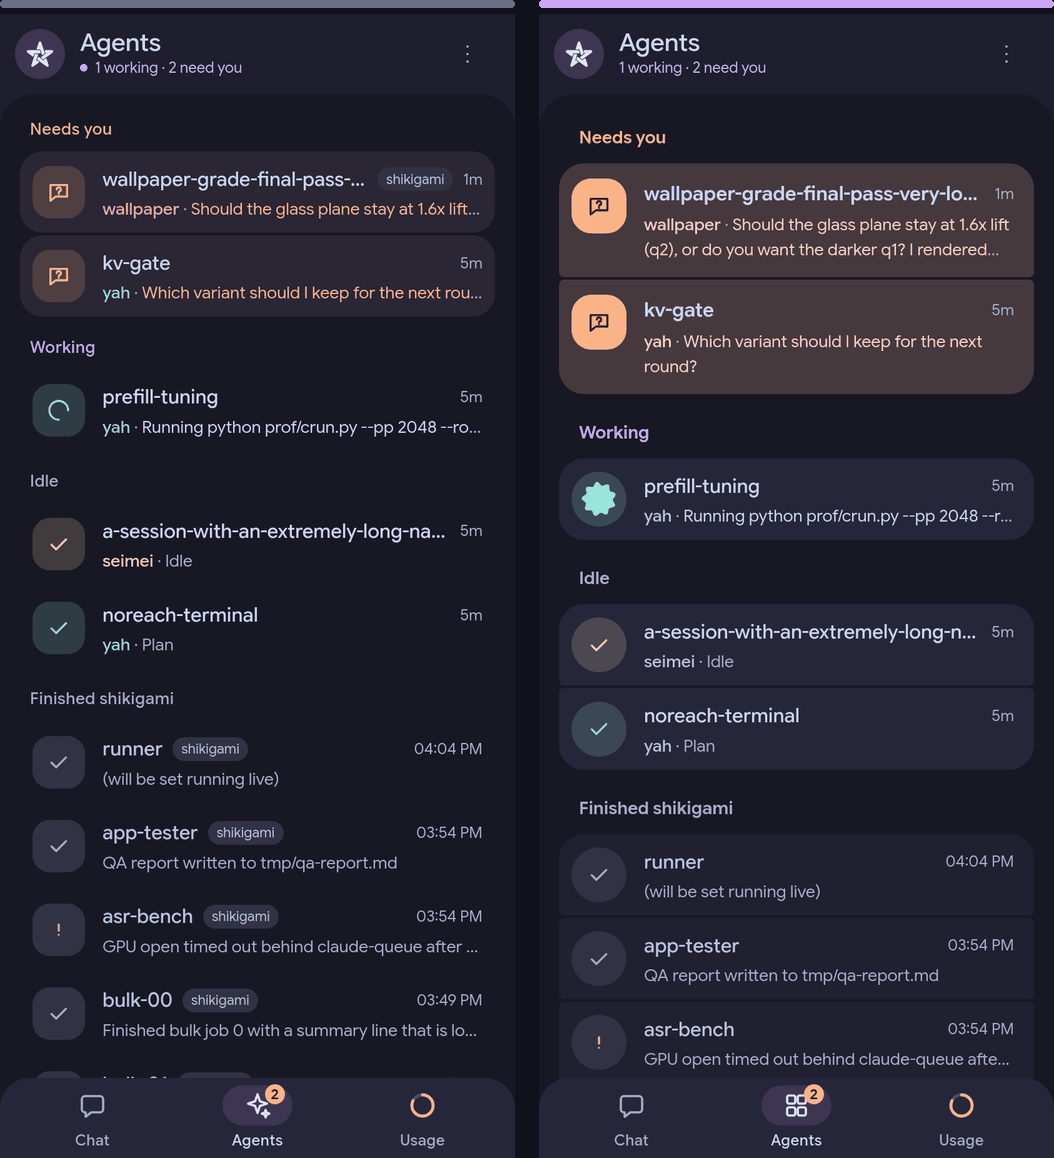 Agents
1 working · 2 need you
Needs you
wallpaper-grade-final-pass-... shikigami 1m
wallpaper · Should the glass plane stay at 1.6x lift...
kv-gate 5m
yah · Which variant should I keep for the next rou...
Working
prefill-tuning 5m
yah · Running python prof/crun.py --pp 2048 --ro...
Idle
a-session-with-an-extremely-long-na... 5m
seimei · Idle
noreach-terminal 5m
yah · Plan
Finished shikigami
runner shikigami 04:04 PM
(will be set running live)
app-tester shikigami 03:54 PM
QA report written to tmp/qa-report.md
asr-bench shikigami 03:54 PM
GPU open timed out behind claude-queue after ...
bulk-00 shikigami 03:49 PM
Finished bulk job 0 with a summary line that is lo...
2
Chat Agents Usage
Agents
1 working · 2 need you
Needs you
wallpaper-grade-final-pass-very-lo... 1m
wallpaper · Should the glass plane stay at 1.6x lift
(q2), or do you want the darker q1? I rendered...
kv-gate 5m
yah · Which variant should I keep for the next
round?
Working
prefill-tuning 5m
yah · Running python prof/crun.py --pp 2048 --r...
Idle
a-session-with-an-extremely-long-n... 5m
seimei · Idle
noreach-terminal 5m
yah · Plan
Finished shikigami
runner 04:04 PM
(will be set running live)
app-tester 03:54 PM
QA report written to tmp/qa-report.md
asr-bench 03:54 PM
GPU open timed out behind claude-queue afte...
2
Chat Agents Usage